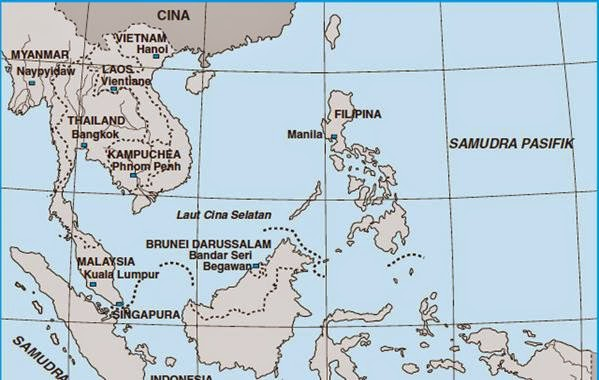 CINA
VIETNAM
Hanoi
MYANMAR
Naypyidaw
LAOS
Vientiane
THAILAND
Bangkok
KAMPUCHEA
Phnom Penh
FILIPINA
Manila
SAMUDRA PASIFIK
Laut Cina Selatan
BRUNEI DARUSSALAM
Bandar Seri
Begawan
MALAYSIA
Kuala Lumpur
SINGAPURA
SAMUDRA
INDONESIA